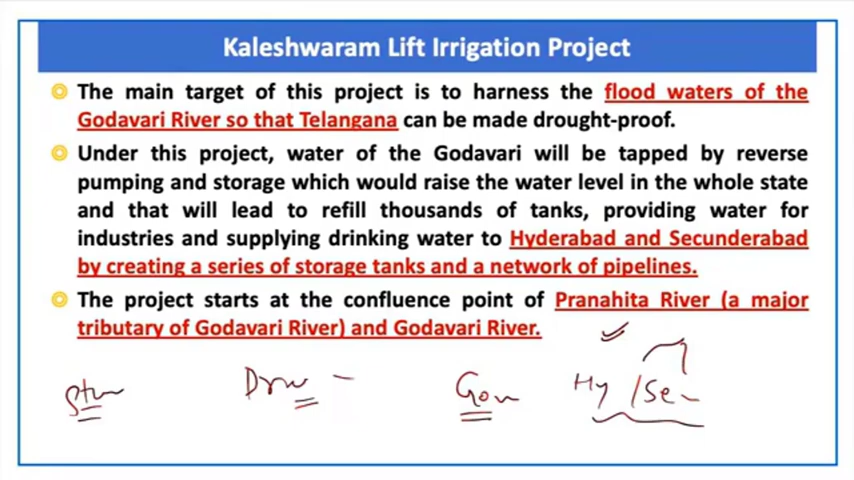 Kaleshwaram Lift Irrigation Project
The main target of this project is to harness the flood waters of the
Godavari River so that Telangana can be made drought-proof.
Under this project, water of the Godavari will be tapped by reverse
pumping and storage which would raise the water level in the whole state
and that will lead to refill thousands of tanks, providing water for
industries and supplying drinking water to Hyderabad and Secunderabad
by creating a series of storage tanks and a network of pipelines.
The project starts at the confluence point of Pranahita River (a major
tributary of Godavari River) and Godavari River.
Hy /Se